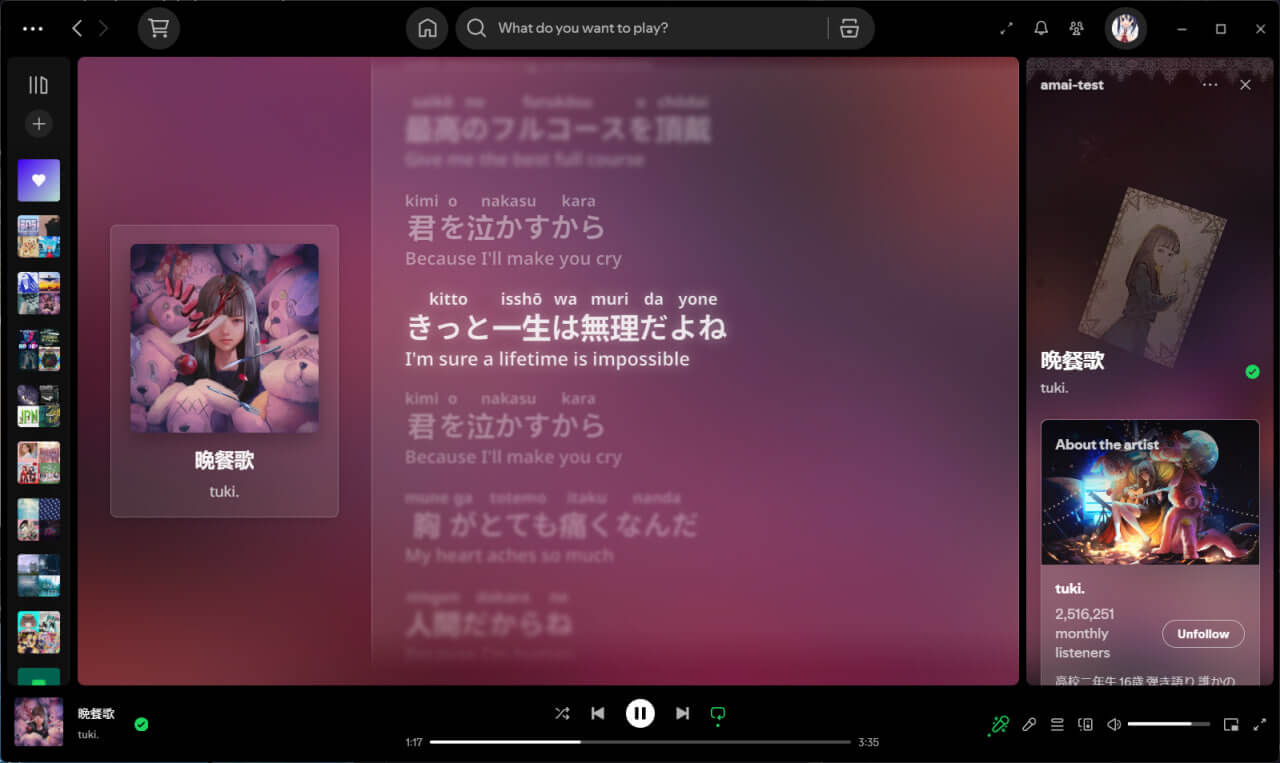 What do you want to play?
amai-test
saikō no furukōsu o chōdai
最高のフルコースを頂戴
Give me the best full course
kimi o nakasu kara
君を泣かすから
Because I'll make you cry
kitto isshō wa muri da yone
きっと一生は無理だよね
I'm sure a lifetime is impossible
kimi o nakasu kara
君を泣かすから
Because I'll make you cry
mune ga totemo itaku nanda
胸がとても痛くなんだ
My heart aches so much
ningen dakara ne
人間だからね
晩餐歌
tuki.
晩餐歌
tuki.
About the artist
tuki.
2,516,251
monthly
listeners
Unfollow
高校二年生 16歳 弾き語り 誰かの
晩餐歌
tuki.
1:17
3:35